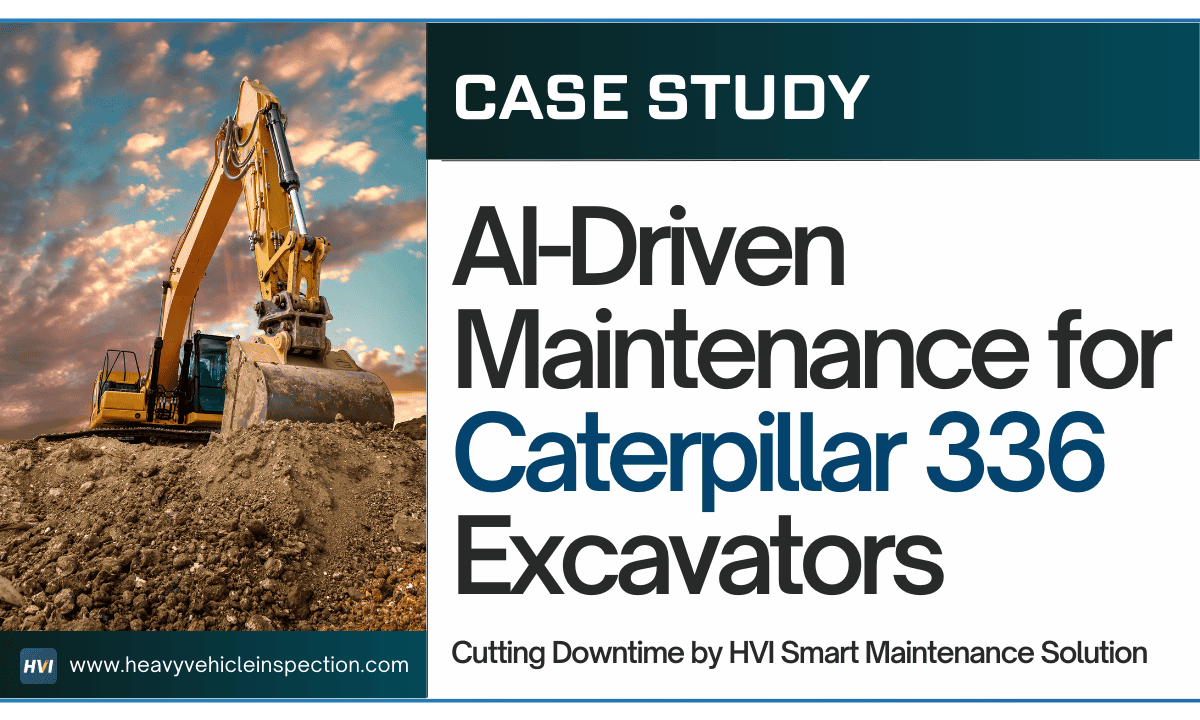 CASE STUDY
AI-Driven
Maintenance for
Caterpillar 336
Excavators
Cutting Downtime by HVI Smart Maintenance Solution
HVI www.heavyvehicleinspection.com